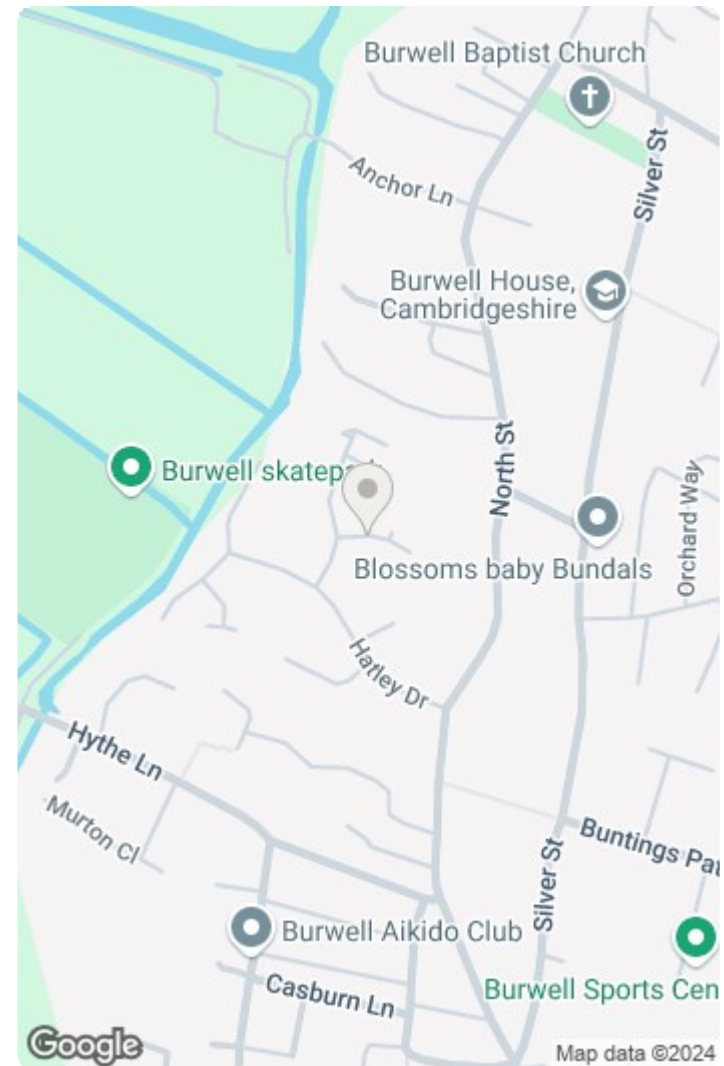 Burwell Baptist Church
Silver St
Anchor Ln
Burwell House,
Cambridgeshire
North St
Burwell skatep
Orchard Way
Blossoms baby Bundals
Hatley Dr
Hythe Ln
Murton Cl
Buntings Pat
Silver St
Burwell Aikido Club
Casburn Ln
Burwell Sports Cen
Google
Map data ©2024